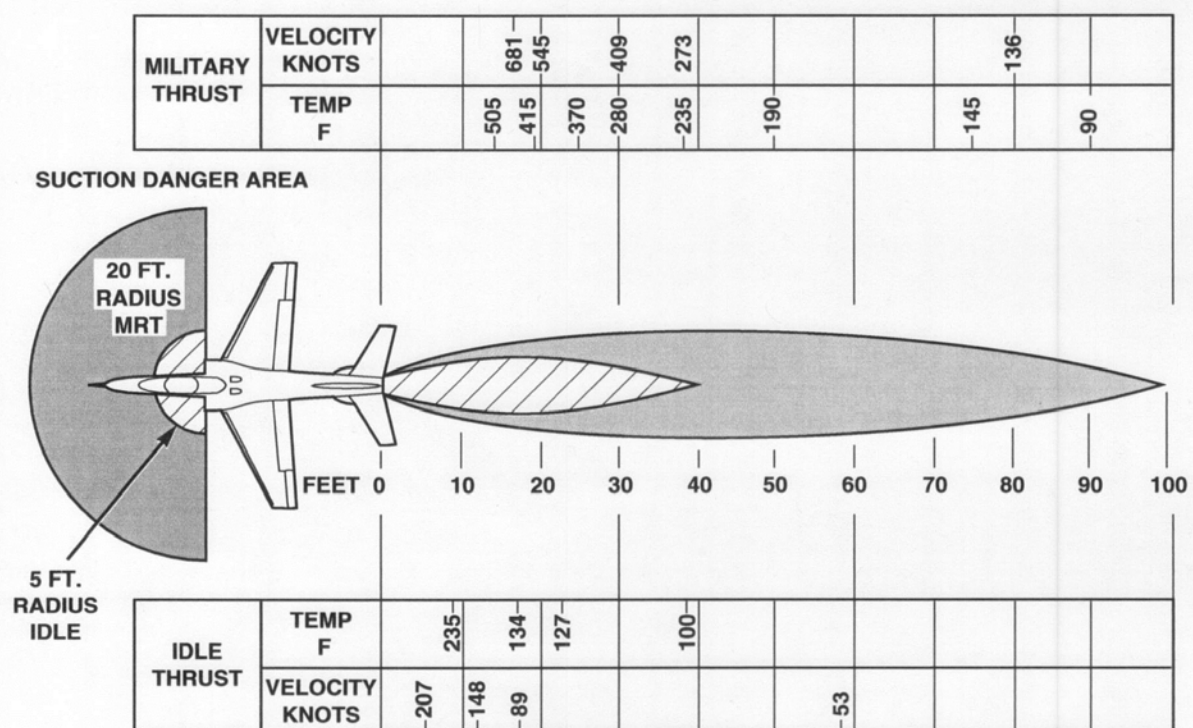 MILITARY THRUST
VELOCITY KNOTS
681 545 409 273 136
TEMP F
505 415 370 280 235 190 145 90
SUCTION DANGER AREA
20 FT.
RADIUS
MRT
FEET 0 10 20 30 40 50 60 70 80 90 100
5 FT.
RADIUS
IDLE
IDLE THRUST
TEMP F
235 134 127 100
VELOCITY KNOTS
207 148 89 53